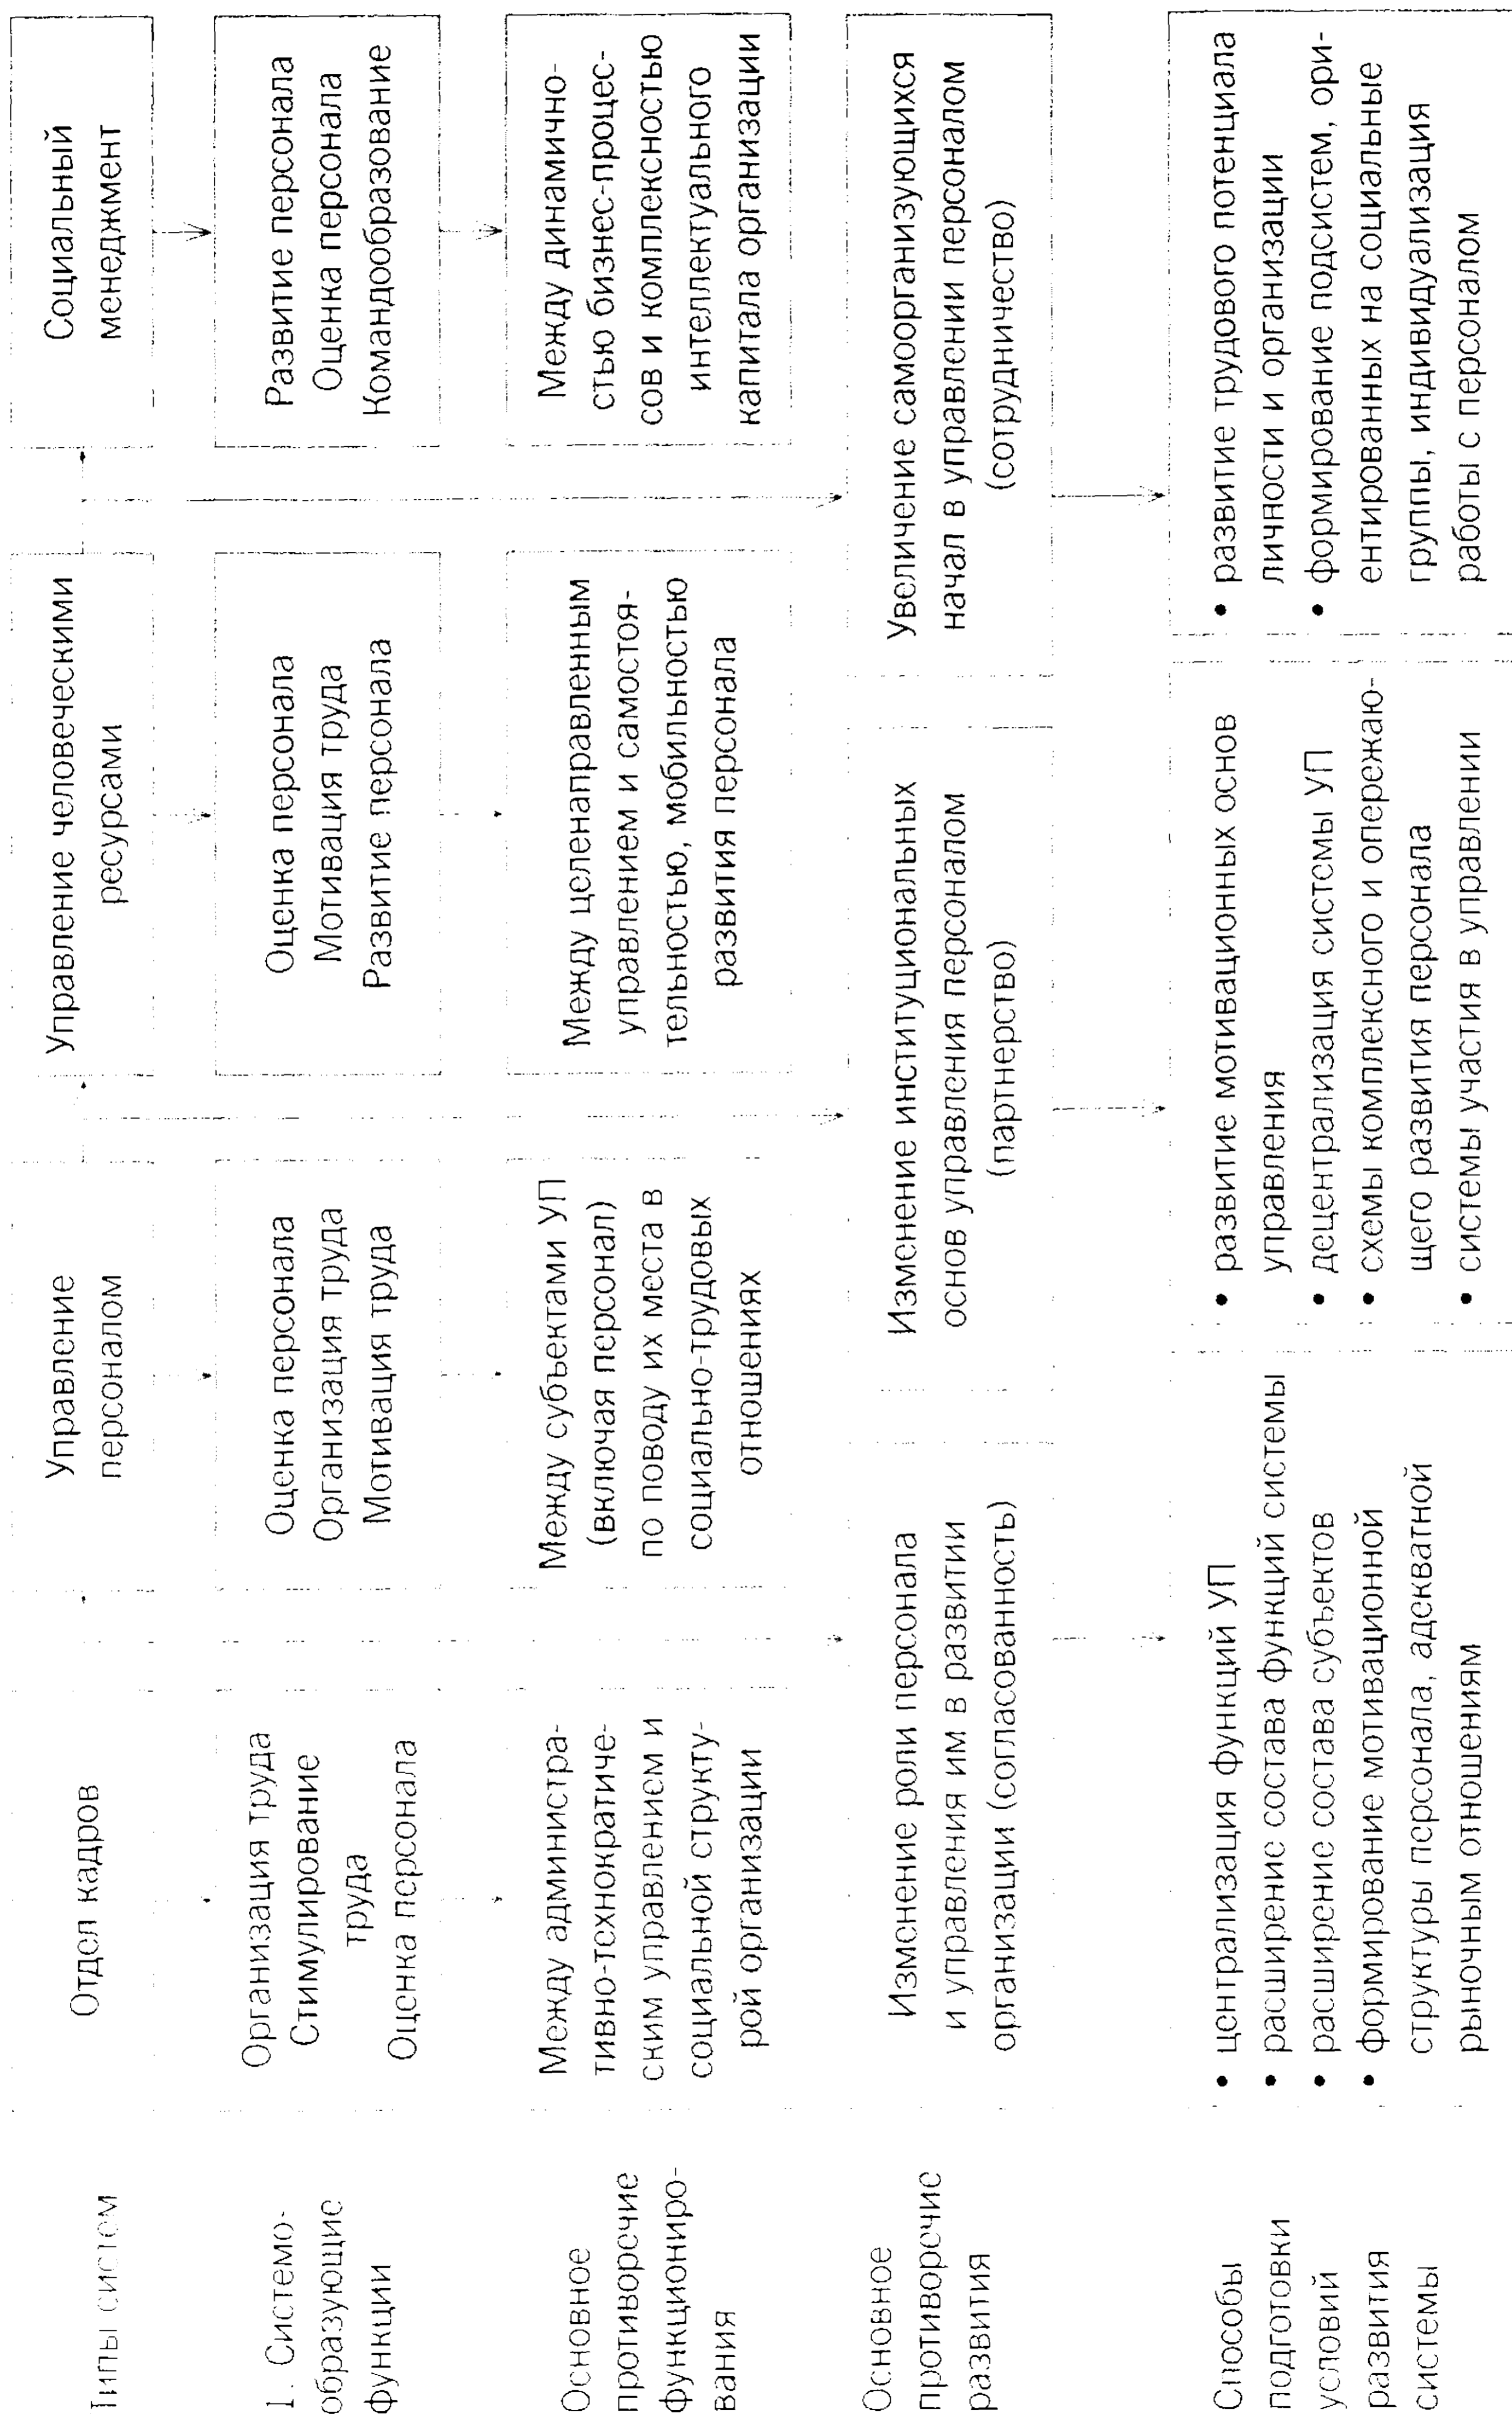 Типы систем
Отдел кадров
Управление
персоналом
Управление человеческими
ресурсами
Социальный
менеджмент
1. Системо-
образующие
функции
Организация труда
Стимулирование
труда
Оценка персонала
Оценка персонала
Организация труда
Мотивация труда
Оценка персонала
Мотивация труда
Развитие персонала
Развитие персонала
Оценка персонала
Командообразование
Основное
противоречие
функциониро-
вания
Между администра-
тивно-технократиче-
ским управлением и
социальной структу-
рой организации
Между субъектами УП
(включая персонал)
по поводу их места в
социально-трудовых
отношениях
Между целенаправленным
управлением и самостоя-
тельностью, мобильностью
развития персонала
Между динамично-
стью бизнес-процес-
сов и комплексностью
интеллектуального
капитала организации
Основное
противоречие
развития
Изменение роли персонала
и управления им в развитии
организации (согласованность)
Изменение институциональных
основ управления персоналом
(партнерство)
Увеличение самоорганизующихся
начал в управлении персоналом
(сотрудничество)
Способы
подготовки
условий
развития
системы
• централизация функций УП
• расширение состава функций системы
• расширение состава субъектов
• формирование мотивационной
структуры персонала, адекватной
рыночным отношениям
• развитие мотивационных основ
управления
• децентрализация системы УП
• схемы комплексного и опережаю-
щего развития персонала
• системы участия в управлении
• развитие трудового потенциала
личности и организации
• формирование подсистем, ори-
ентированных на социальные
группы, индивидуализация
работы с персоналом